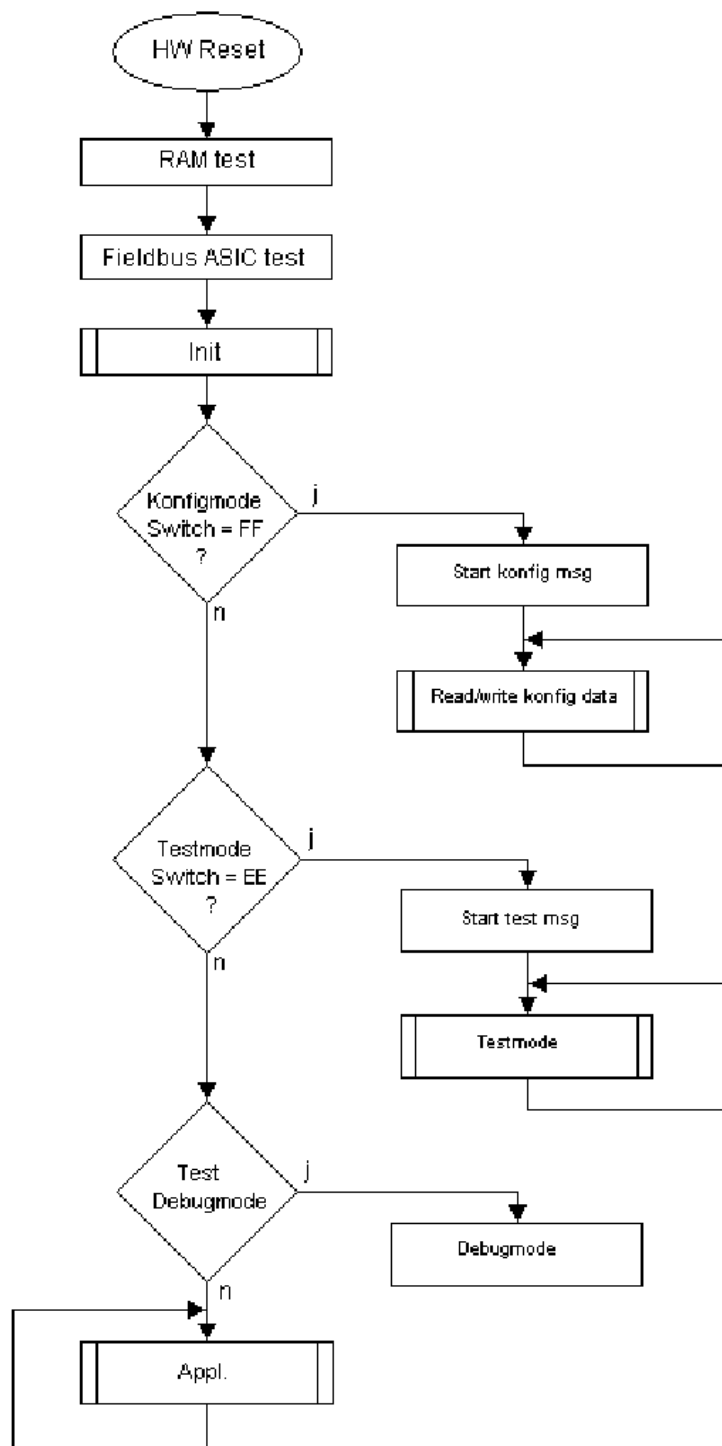 HW Reset
RAM test
Fieldbus ASIC test
Init
Konfigmode
Switch = FF
?
j
n
Start konfig msg
Read/write konfig data
Testmode
Switch = EE
?
j
n
Start test msg
Testmode
Test
Debugmode
j
n
Debugmode
Appl.